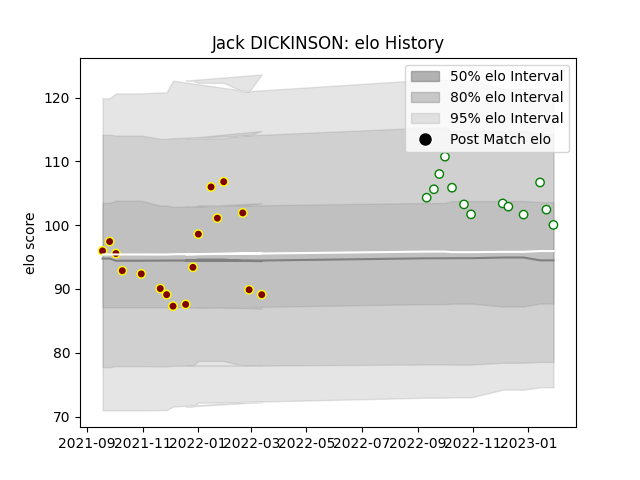 Jack DICKINSON: elo History
50% elo Interval
80% elo Interval
95% elo Interval
Post Match elo
elo score
120
110
100
90
80
70
2021-09 2021-11 2022-01 2022-03 2022-05 2022-07 2022-09 2022-11 2023-01